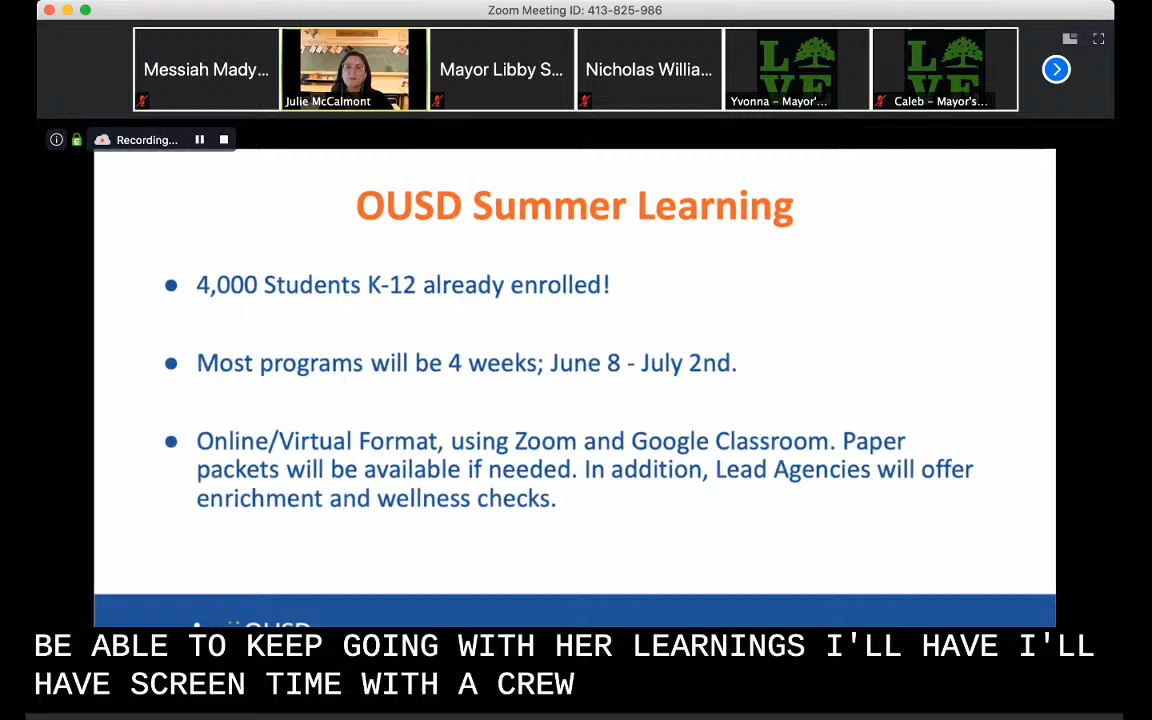 Zoom Meeting ID: 413-825-986
Messiah Mady...
Julie McCalmont
Mayor Libby S...
Nicholas Willia...
LOVE
Yvonna – Mayor'...
LOVE
Caleb – Mayor's...
Recording...
OUSD Summer Learning
● 4,000 Students K-12 already enrolled!
● Most programs will be 4 weeks; June 8 - July 2nd.
● Online/Virtual Format, using Zoom and Google Classroom. Paper
packets will be available if needed. In addition, Lead Agencies will offer
enrichment and wellness checks.
OUSD
BE ABLE TO KEEP GOING WITH HER LEARNINGS I'LL HAVE I'LL
HAVE SCREEN TIME WITH A CREW